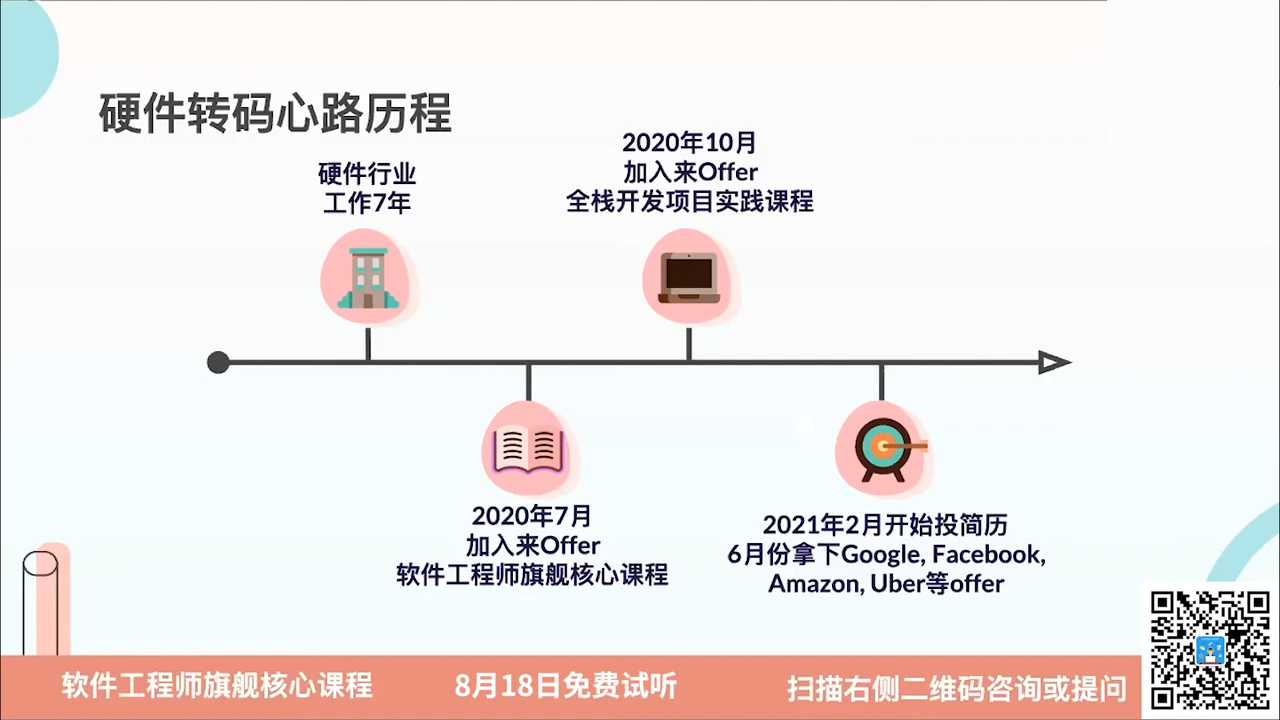 硬件转码心路历程
硬件行业
工作7年
2020年10月
加入来Offer
全栈开发项目实践课程
2020年7月
加入来Offer
软件工程师旗舰核心课程
2021年2月开始投简历
6月份拿下Google, Facebook,
Amazon, Uber等offer
软件工程师旗舰核心课程
8月18日免费试听
扫描右侧二维码咨询或提问